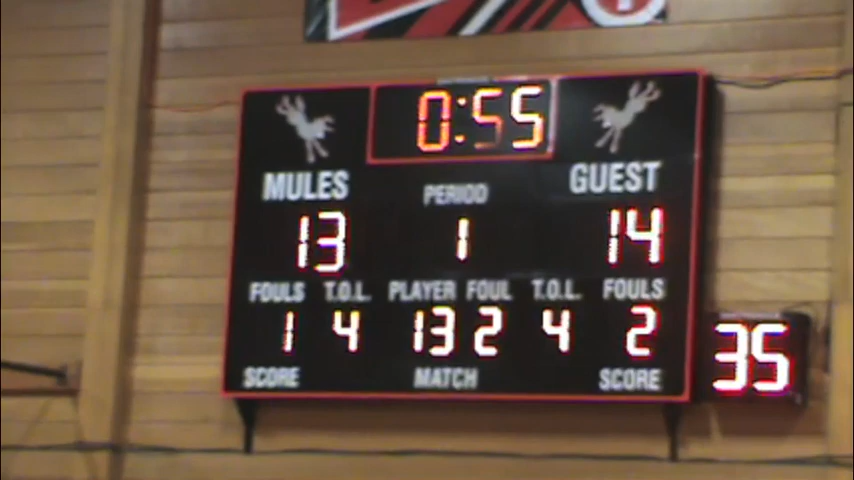 0:55
MULES PERIOD GUEST
13 1 14
FOULS T.O.L. PLAYER FOUL T.O.L. FOULS
1 4 13 2 4 2
SCORE MATCH SCORE
35